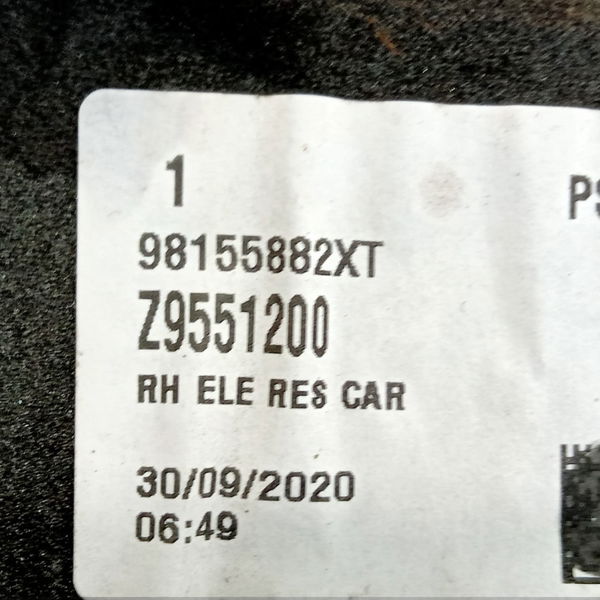 1
98155882XT
Z9551200
RH ELE RES CAR
30/09/2020
06:49